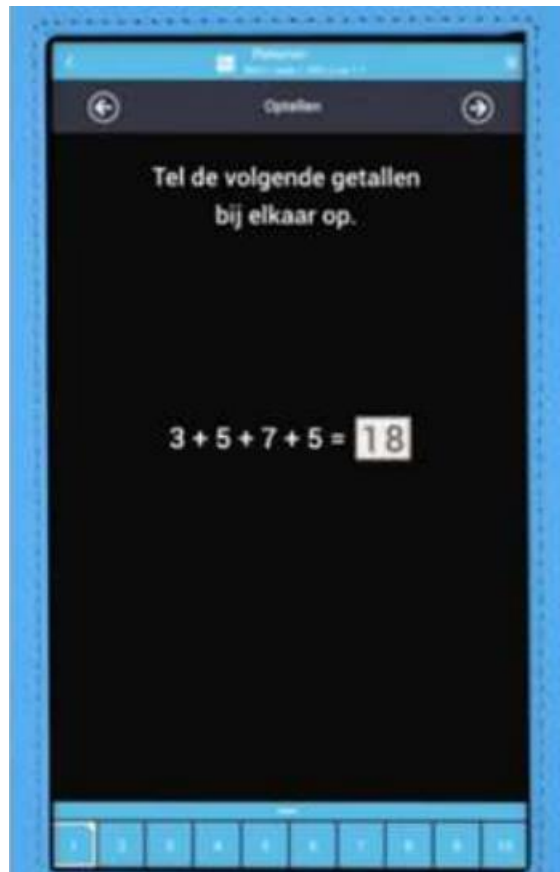 Optellen
Tel de volgende getallen
bij elkaar op.
3 + 5 + 7 + 5 = 18
1 2 3 4 5 6 7 8 9 10